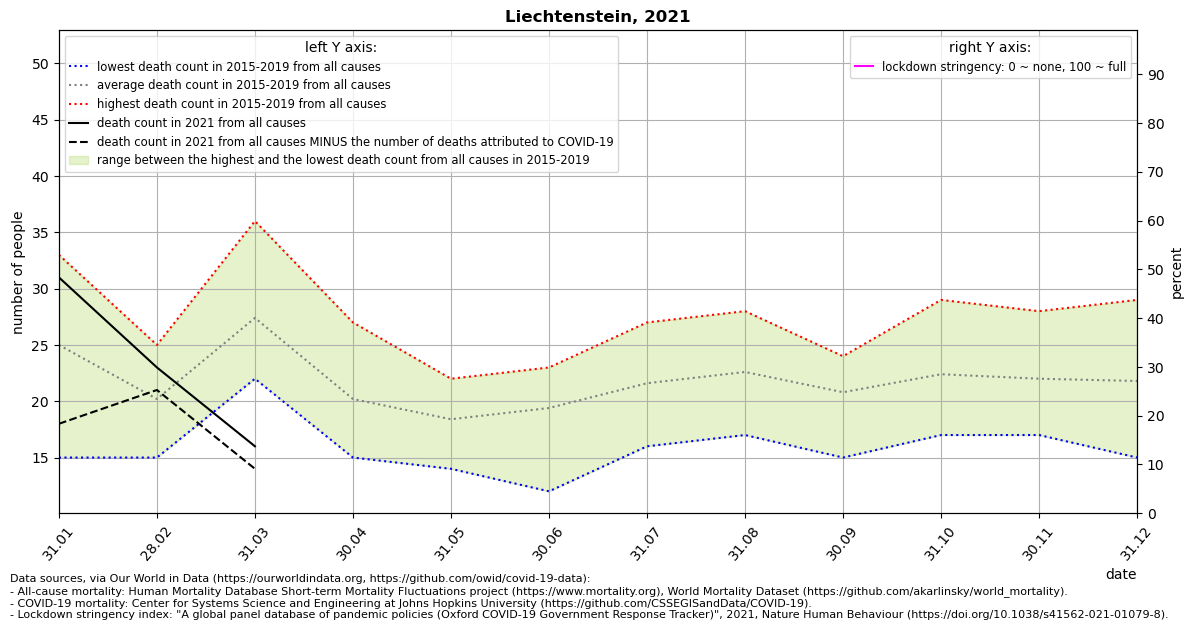 Liechtenstein, 2021
left Y axis:
lowest death count in 2015-2019 from all causes
average death count in 2015-2019 from all causes
highest death count in 2015-2019 from all causes
death count in 2021 from all causes
death count in 2021 from all causes MINUS the number of deaths attributed to COVID-19
range between the highest and the lowest death count from all causes in 2015-2019
right Y axis:
lockdown stringency: 0 ~ none, 100 ~ full
number of people
50
45
40
35
30
25
20
15
percent
90
80
70
60
50
40
30
20
10
0
31.01
28.02
31.03
30.04
31.05
30.06
31.07
31.08
30.09
31.10
30.11
31.12
date
Data sources, via Our World in Data (https://ourworldindata.org, https://github.com/owid/covid-19-data):
- All-cause mortality: Human Mortality Database Short-term Mortality Fluctuations project (https://www.mortality.org), World Mortality Dataset (https://github.com/akarlinsky/world_mortality).
- COVID-19 mortality: Center for Systems Science and Engineering at Johns Hopkins University (https://github.com/CSSEGISandData/COVID-19).
- Lockdown stringency index: "A global panel database of pandemic policies (Oxford COVID-19 Government Response Tracker)", 2021, Nature Human Behaviour (https://doi.org/10.1038/s41562-021-01079-8).